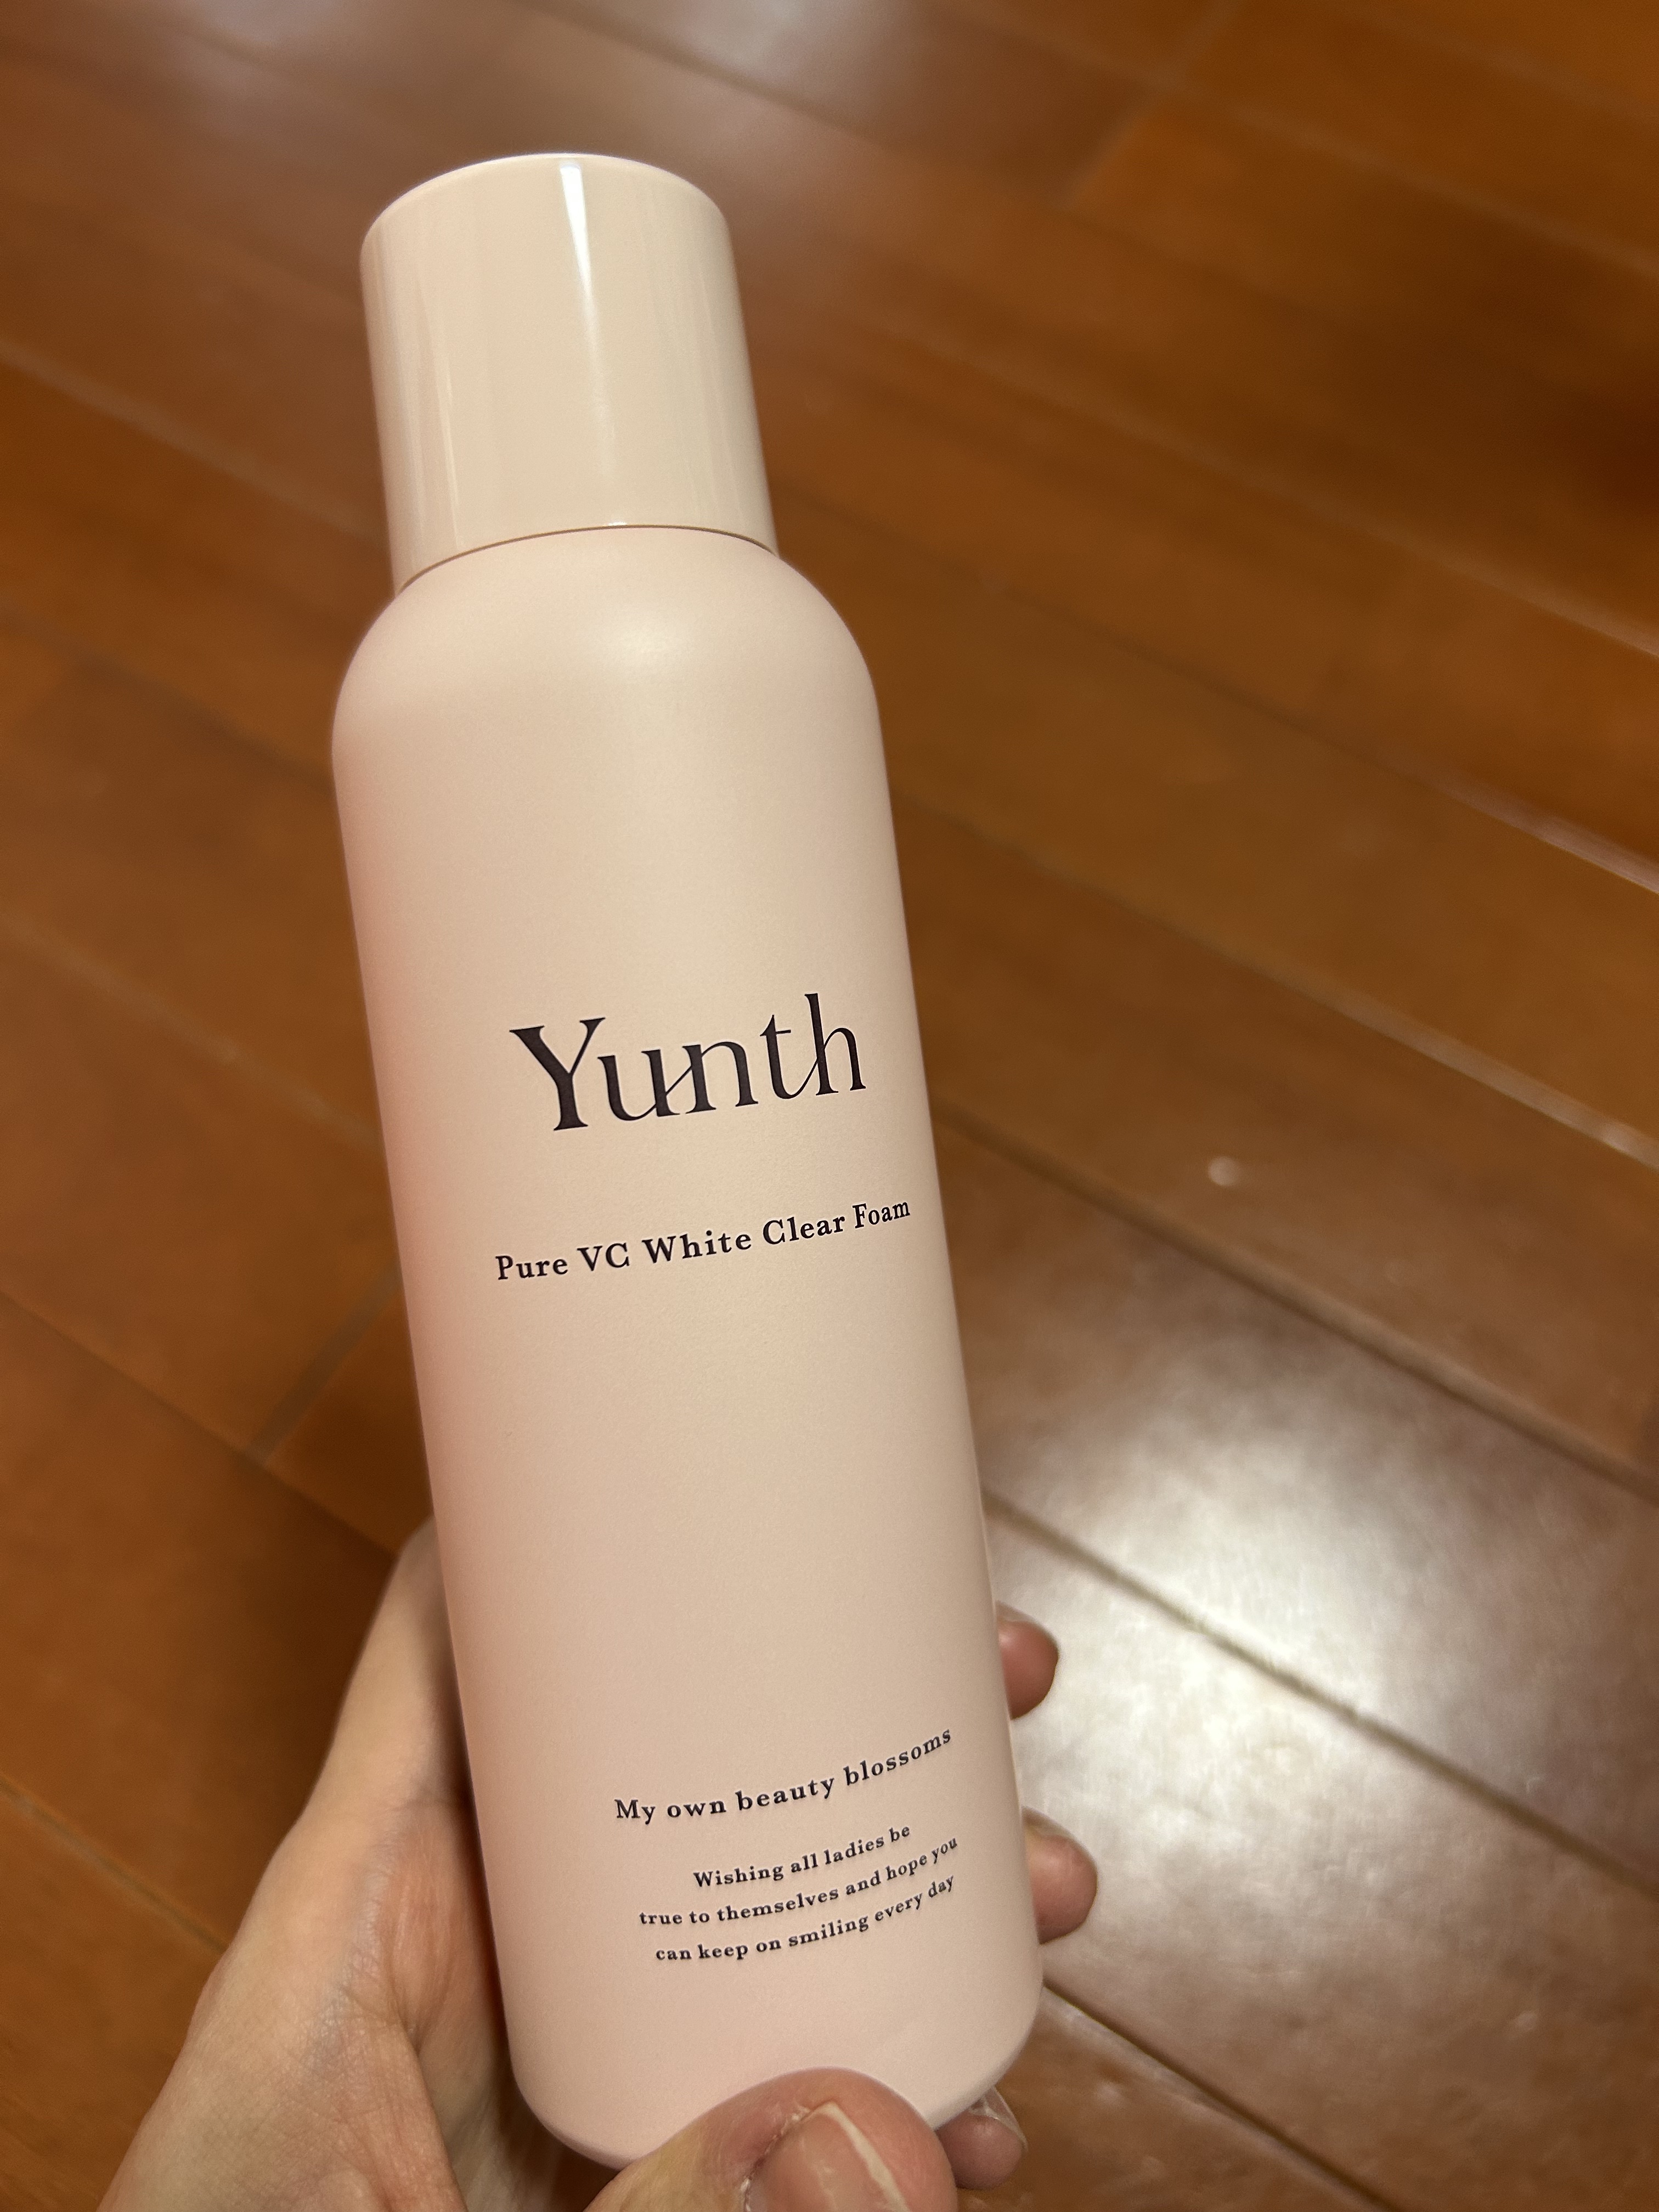 Yunth
Pure VC White Clear Foam
My own beauty blossoms
Wishing all ladies be
true to themselves and hope you
can keep on smiling every day